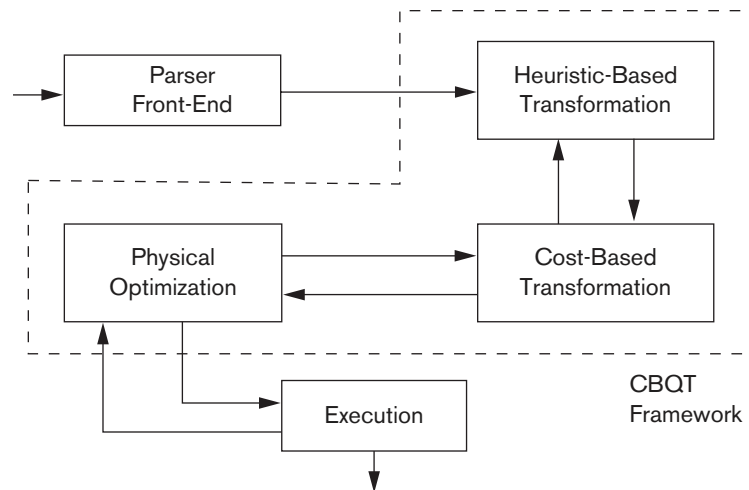 Parser
Front-End
Heuristic-Based
Transformation
Physical
Optimization
Cost-Based
Transformation
Execution
CBQT
Framework